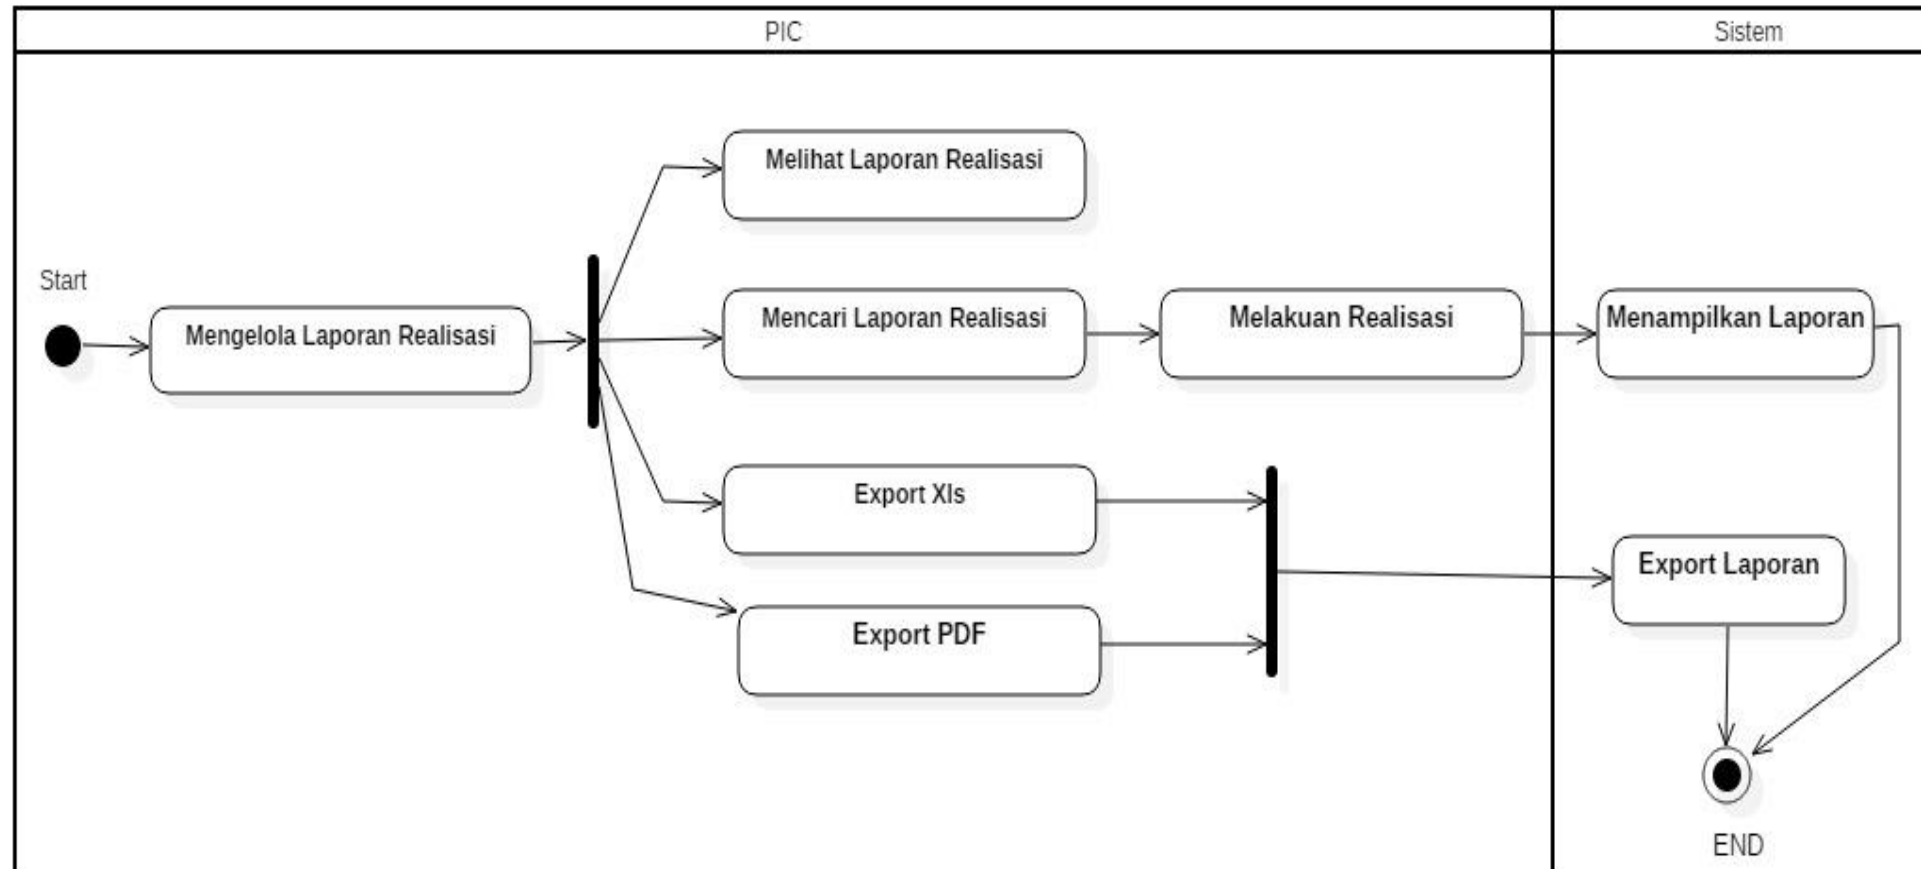 PIC
Sistem
Melihat Laporan Realisasi
Start
Mengelola Laporan Realisasi
Mencari Laporan Realisasi
Melakuan Realisasi
Menampilkan Laporan
Export Xls
Export Laporan
Export PDF
END